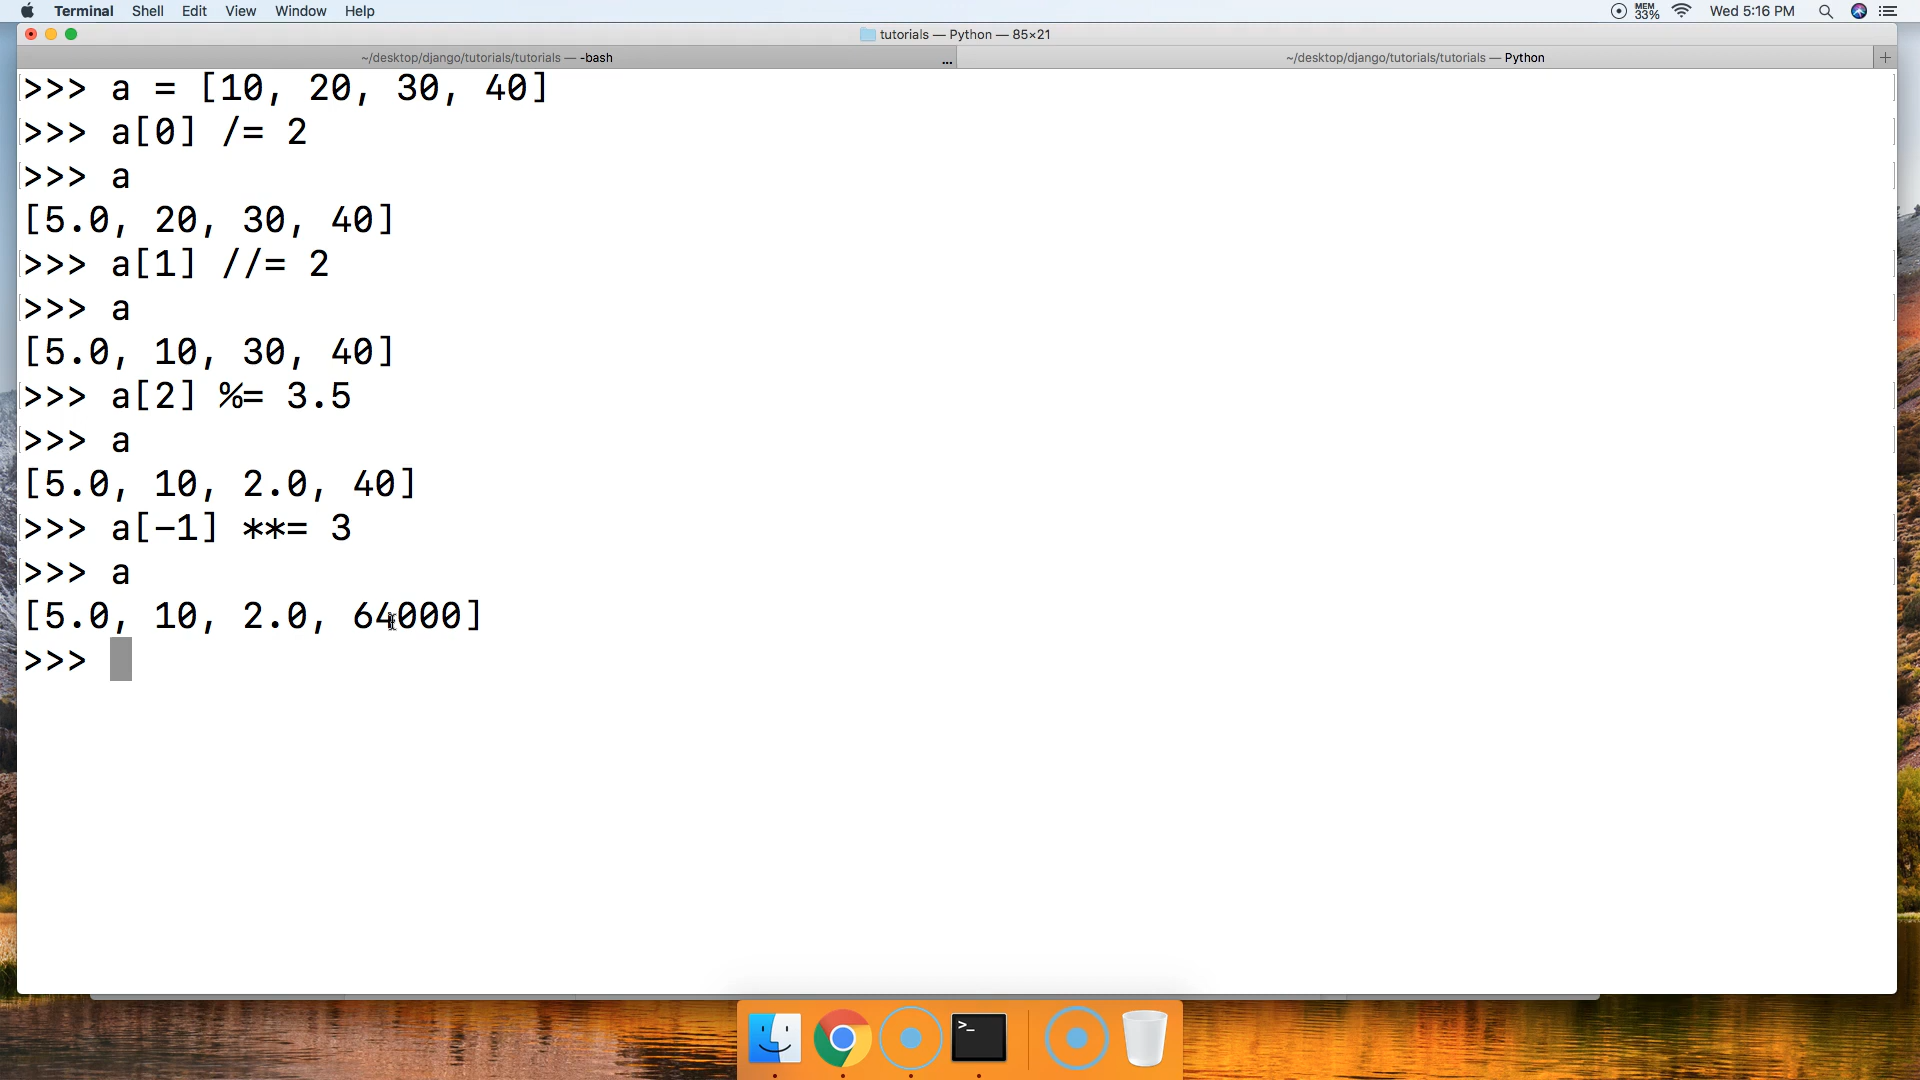 Terminal Shell Edit View Window Help
MEM 33% Wed 5:16 PM
tutorials — Python — 85×21
~/desktop/django/tutorials/tutorials — -bash ... ~/desktop/django/tutorials/tutorials — Python +
>>> a = [10, 20, 30, 40]
>>> a[0] /= 2
>>> a
[5.0, 20, 30, 40]
>>> a[1] //= 2
>>> a
[5.0, 10, 30, 40]
>>> a[2] %= 3.5
>>> a
[5.0, 10, 2.0, 40]
>>> a[-1] **= 3
>>> a
[5.0, 10, 2.0, 64000]
>>>
>_